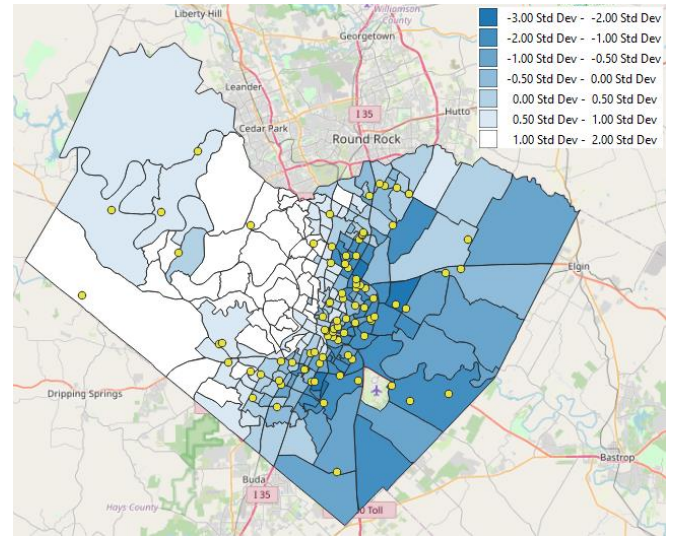 Liberty Hill
Williamson
County
Georgetown
Leander
Hutto
I 35
Cedar Park
Round Rock
Elgin
Dripping Springs
Bastrop
Buda
I 35
0 Toll
Hays County
-3.00 Std Dev - -2.00 Std Dev
-2.00 Std Dev - -1.00 Std Dev
-1.00 Std Dev - -0.50 Std Dev
-0.50 Std Dev - 0.00 Std Dev
0.00 Std Dev - 0.50 Std Dev
0.50 Std Dev - 1.00 Std Dev
1.00 Std Dev - 2.00 Std Dev